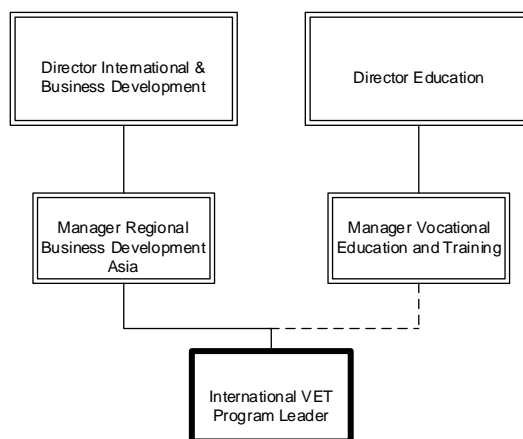 Director International &
Business Development
Director Education
Manager Regional
Business Development
Asia
Manager Vocational
Education and Training
International VET
Program Leader